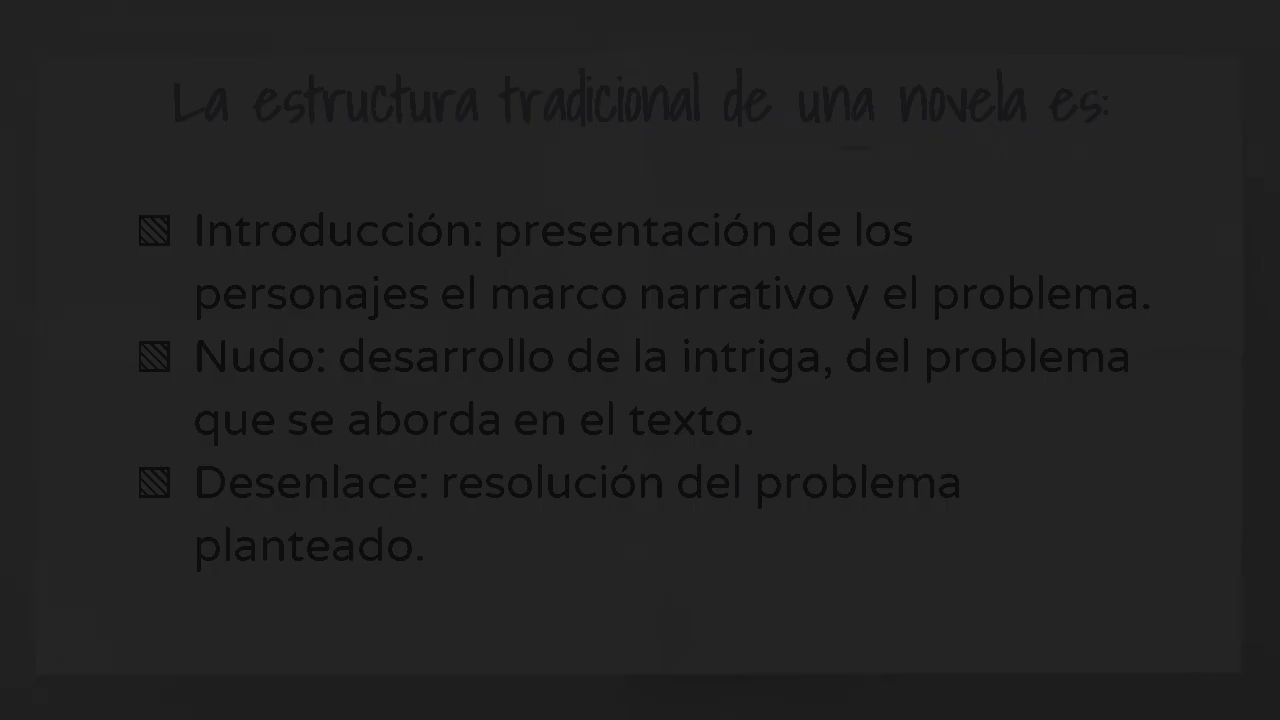 La estructura tradicional de una novela es:
▧ Introducción: presentación de los
personajes el marco narrativo y el problema.
▧ Nudo: desarrollo de la intriga, del problema
que se aborda en el texto.
▧ Desenlace: resolución del problema
planteado.